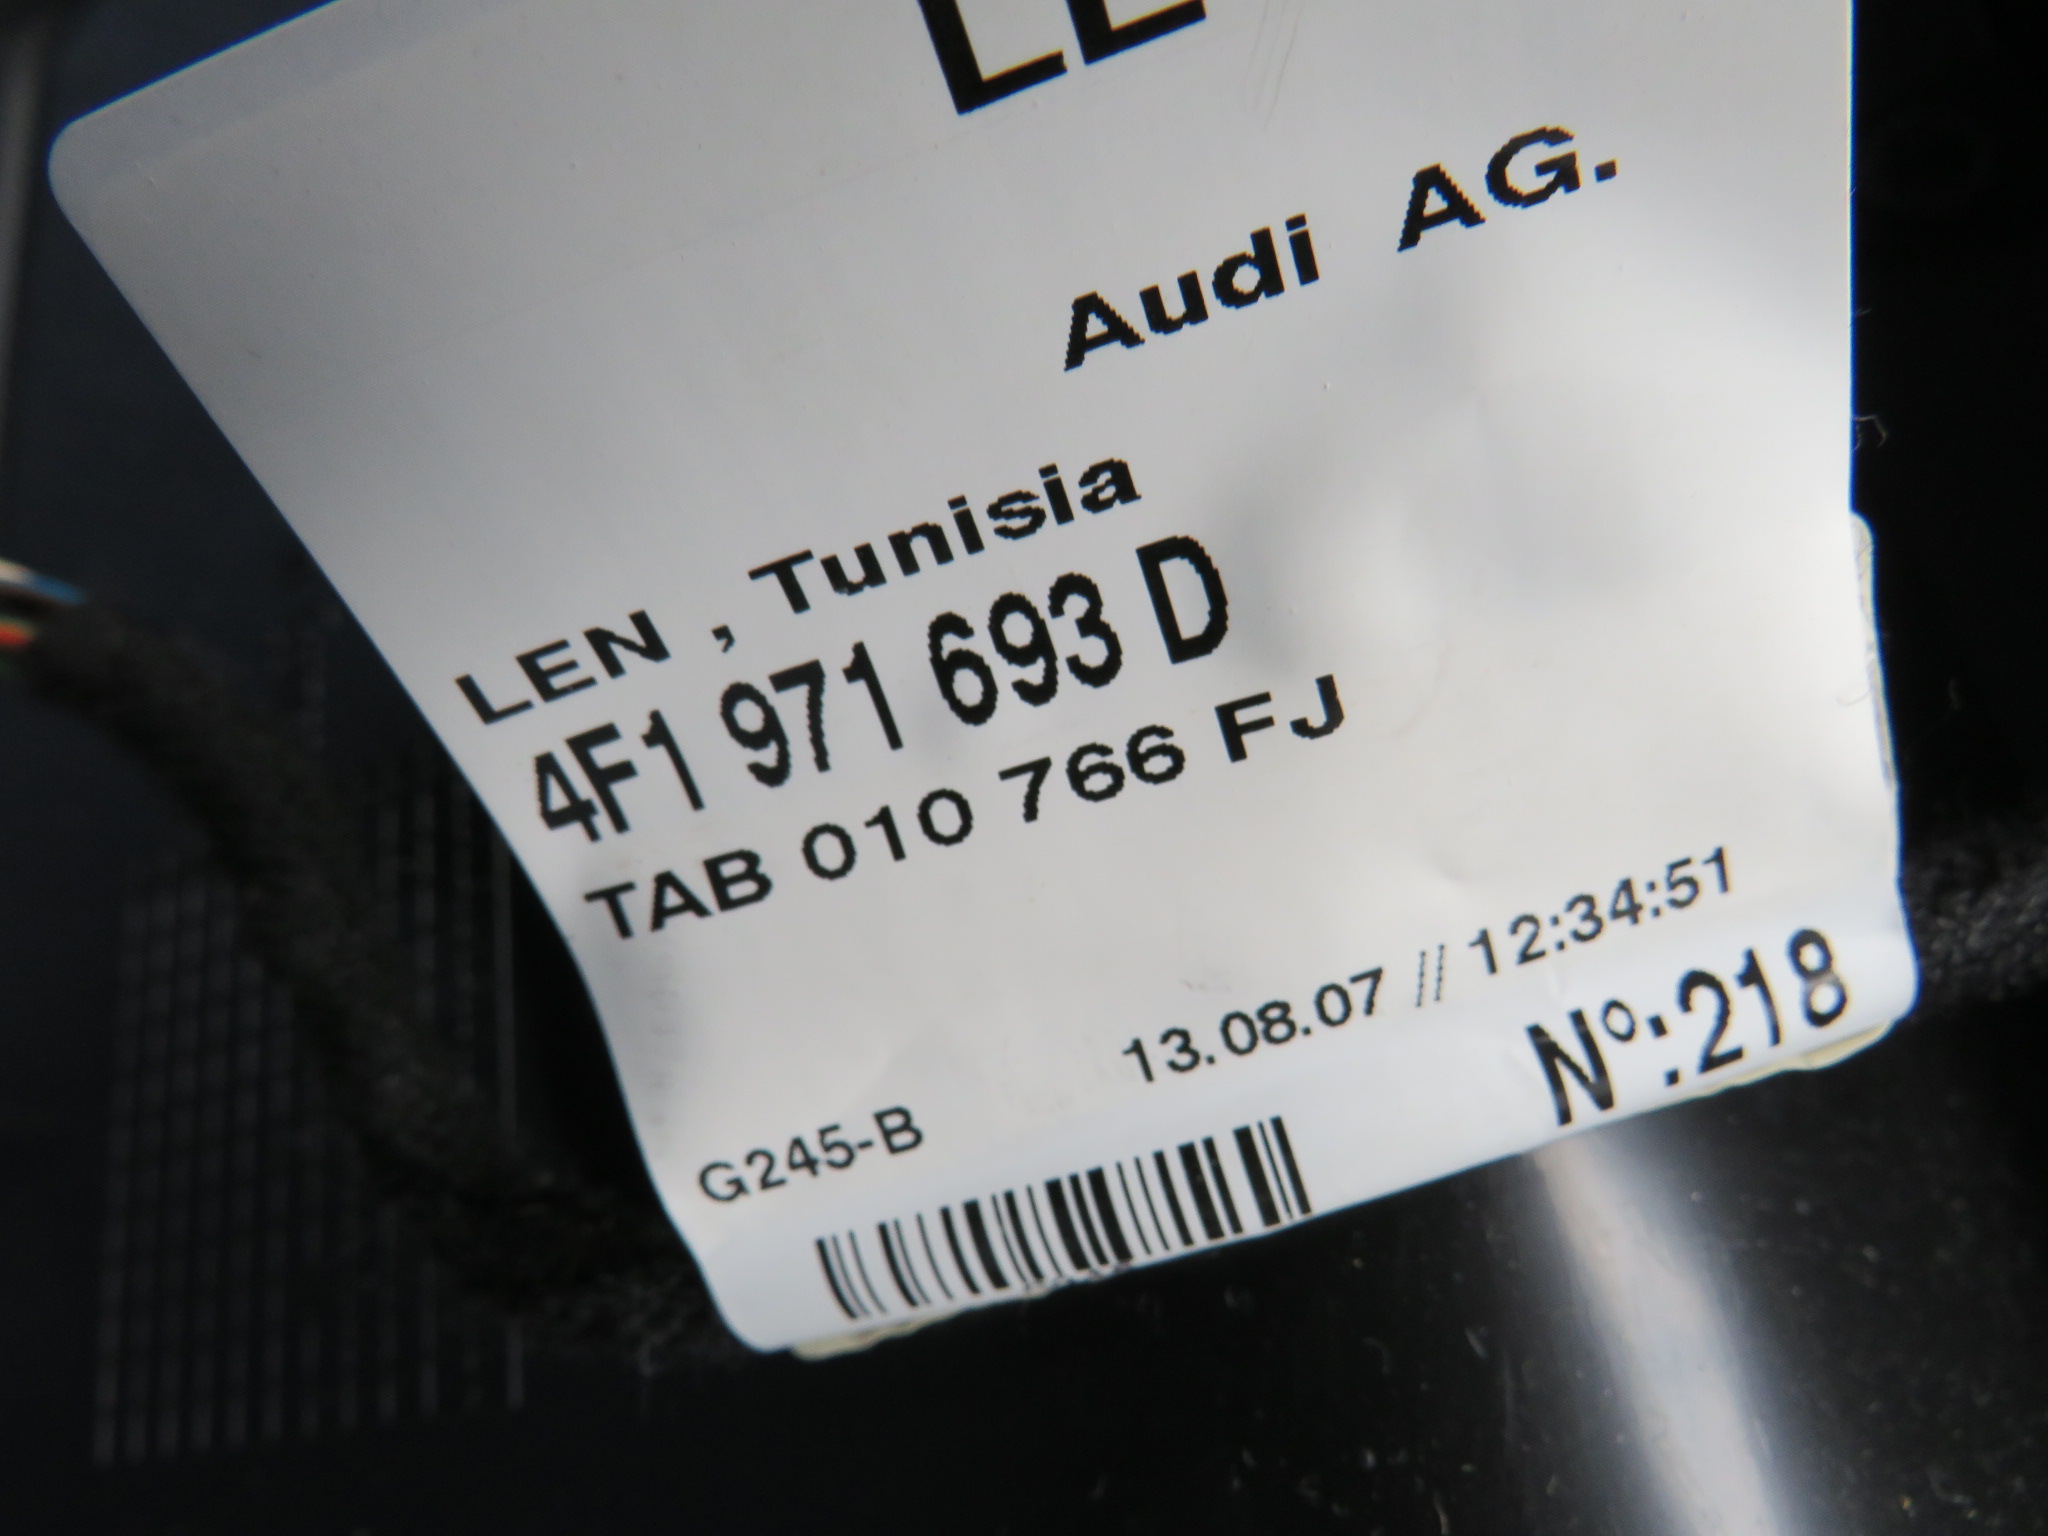 Audi AG.
LEN , Tunisia
4F1 971 693 D
TAB 010 766 FJ
13.08.07 // 12:34:51
Nº:218
G245-B